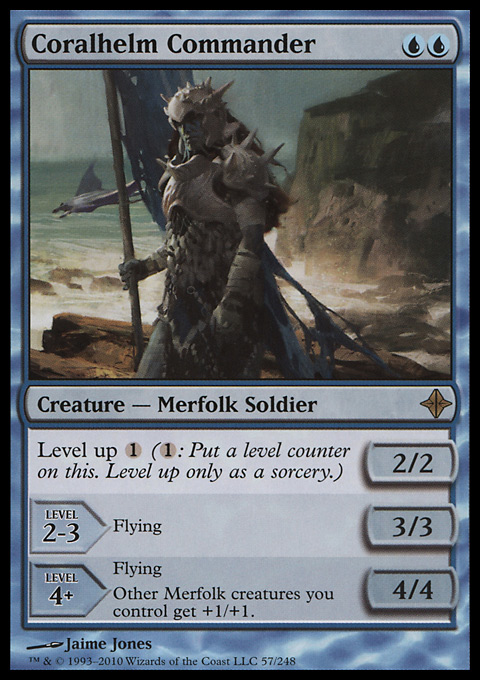 Coralhelm Commander
Creature — Merfolk Soldier
Level up 1 (1: Put a level counter
on this. Level up only as a sorcery.)
2/2
LEVEL
2-3
Flying
3/3
LEVEL
4+
Flying
Other Merfolk creatures you
control get +1/+1.
4/4
Jaime Jones
™ & © 1993–2010 Wizards of the Coast LLC 57/248